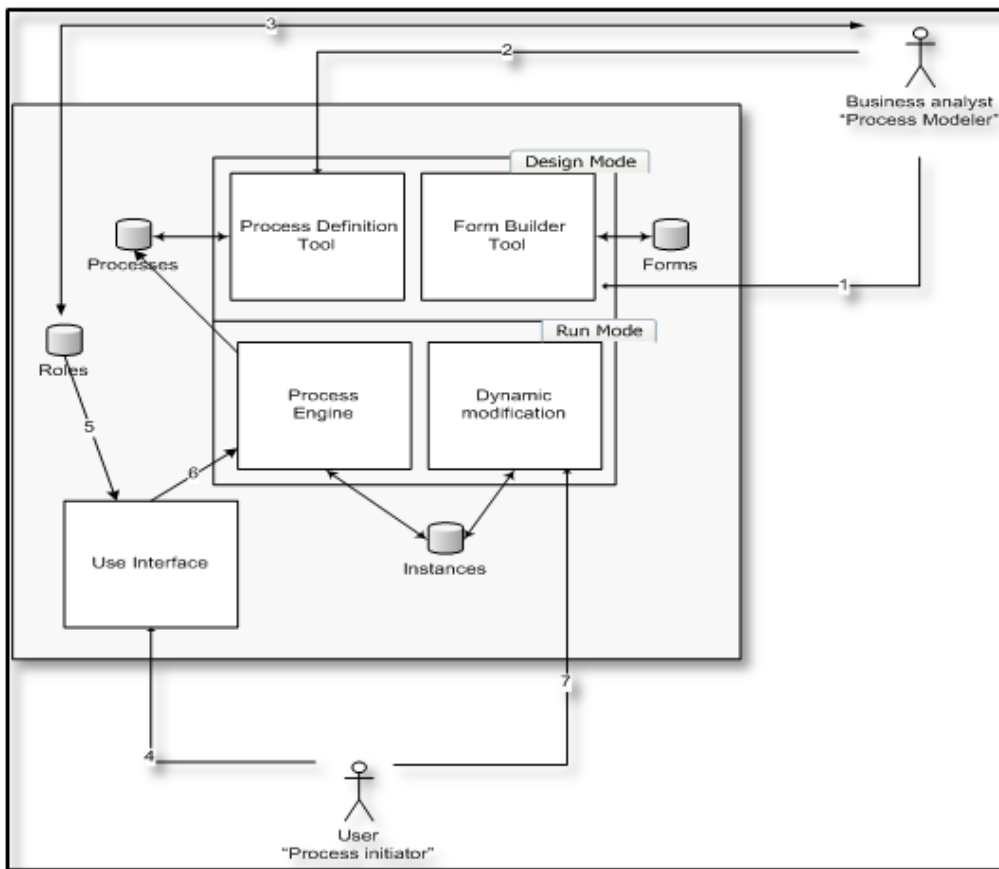 3
2
Business analyst
"Process Modeler"
Design Mode
Process Definition
Tool
Form Builder
Tool
Processes
Forms
1
Run Mode
Roles
Process
Engine
Dynamic
modification
5
6
Use Interface
Instances
7
4
User
"Process initiator"